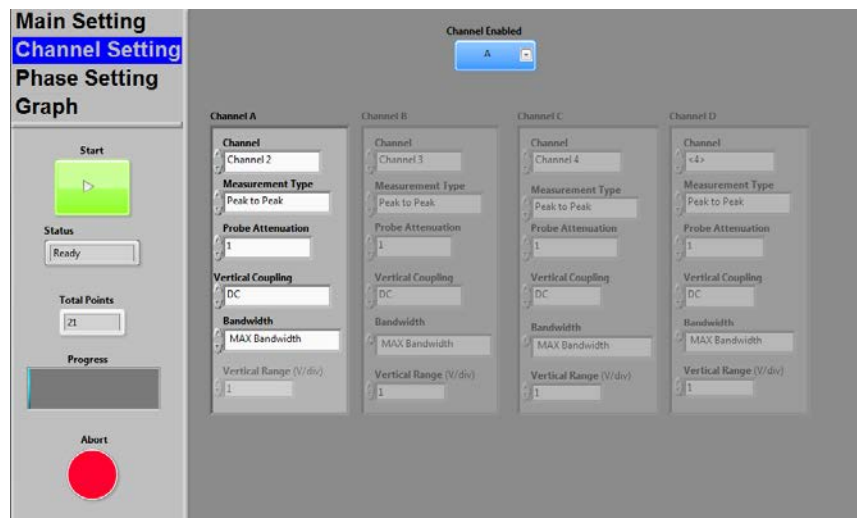 Main Setting
Channel Setting
Phase Setting
Graph
Start
Status
Ready
Total Points
21
Progress
Abort
Channel Enabled
A
Channel A
Channel
Channel 2
Measurement Type
Peak to Peak
Probe Attenuation
1
Vertical Coupling
DC
Bandwidth
MAX Bandwidth
Vertical Range (V/div)
1
Channel B
Channel
Channel 3
Measurement Type
Peak to Peak
Probe Attenuation
1
Vertical Coupling
DC
Bandwidth
MAX Bandwidth
Vertical Range (V/div)
1
Channel C
Channel
Channel 4
Measurement Type
Peak to Peak
Probe Attenuation
1
Vertical Coupling
DC
Bandwidth
MAX Bandwidth
Vertical Range (V/div)
1
Channel D
Channel
<4>
Measurement Type
Peak to Peak
Probe Attenuation
1
Vertical Coupling
DC
Bandwidth
MAX Bandwidth
Vertical Range (V/div)
1